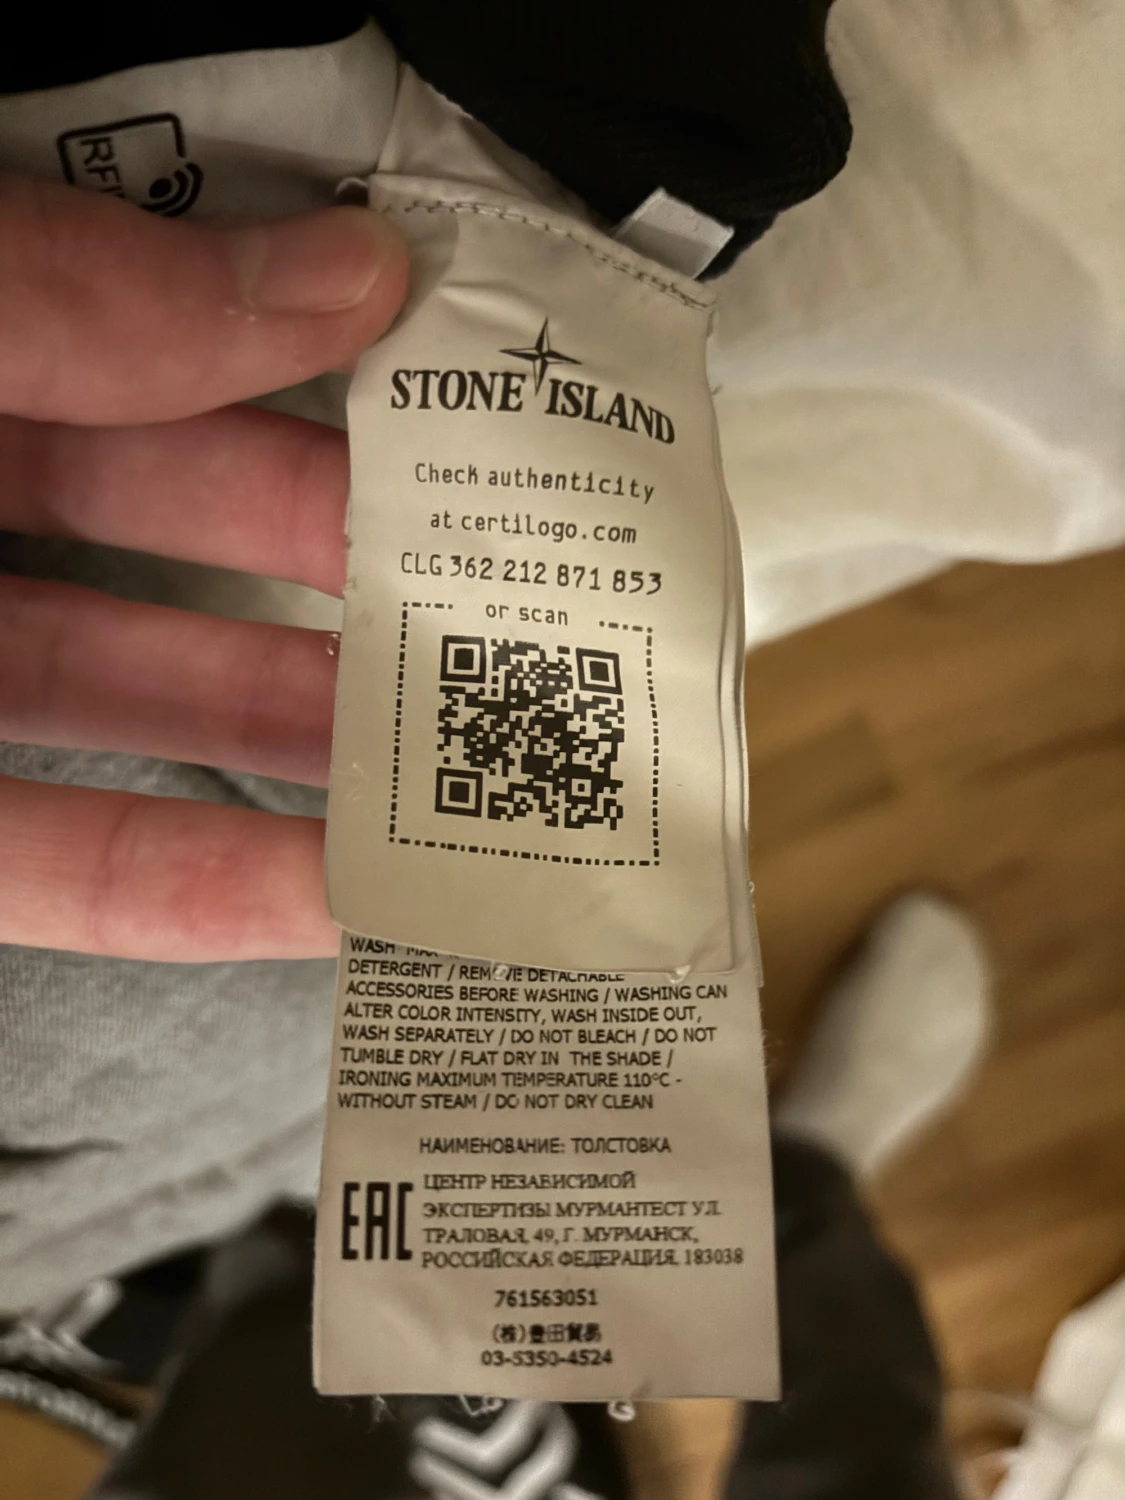 STONE ISLAND
Check authenticity
at certilogo.com
CLG 362 212 871 853
or scan
WASH
DETERGENT / REMOVE DETACHABLE
ACCESSORIES BEFORE WASHING / WASHING CAN
ALTER COLOR INTENSITY, WASH INSIDE OUT,
WASH SEPARATELY / DO NOT BLEACH / DO NOT
TUMBLE DRY / FLAT DRY IN THE SHADE /
IRONING MAXIMUM TEMPERATURE 110°C -
WITHOUT STEAM / DO NOT DRY CLEAN
НАИМЕНОВАНИЕ: ТОЛСТОВКА
EAC
ЦЕНТР НЕЗАВИСИМОЙ
ЭКСПЕРТИЗЫ МУРМАНТЕСТ УЛ.
ТРАЛОВАЯ, 49, Г. МУРМАНСК,
РОССИЙСКАЯ ФЕДЕРАЦИЯ, 183038
761563051
(株)豊田貿易
03-5350-4524